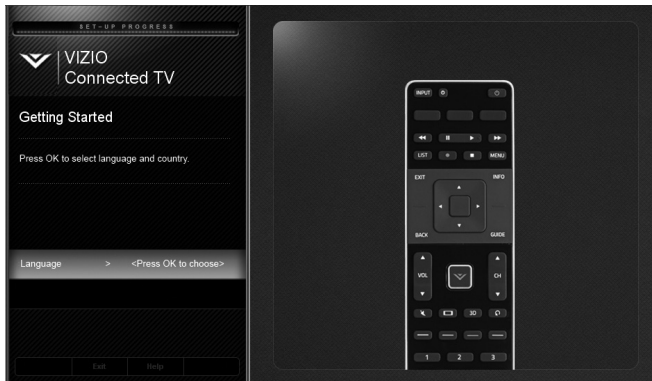 SET-UP PROGRESS
VIZIO
Connected TV
Getting Started
Press OK to select language and country.
Language > <Press OK to choose>
Exit Help
INPUT
LIST MENU
EXIT INFO
BACK GUIDE
VOL CH
3D
1 2 3